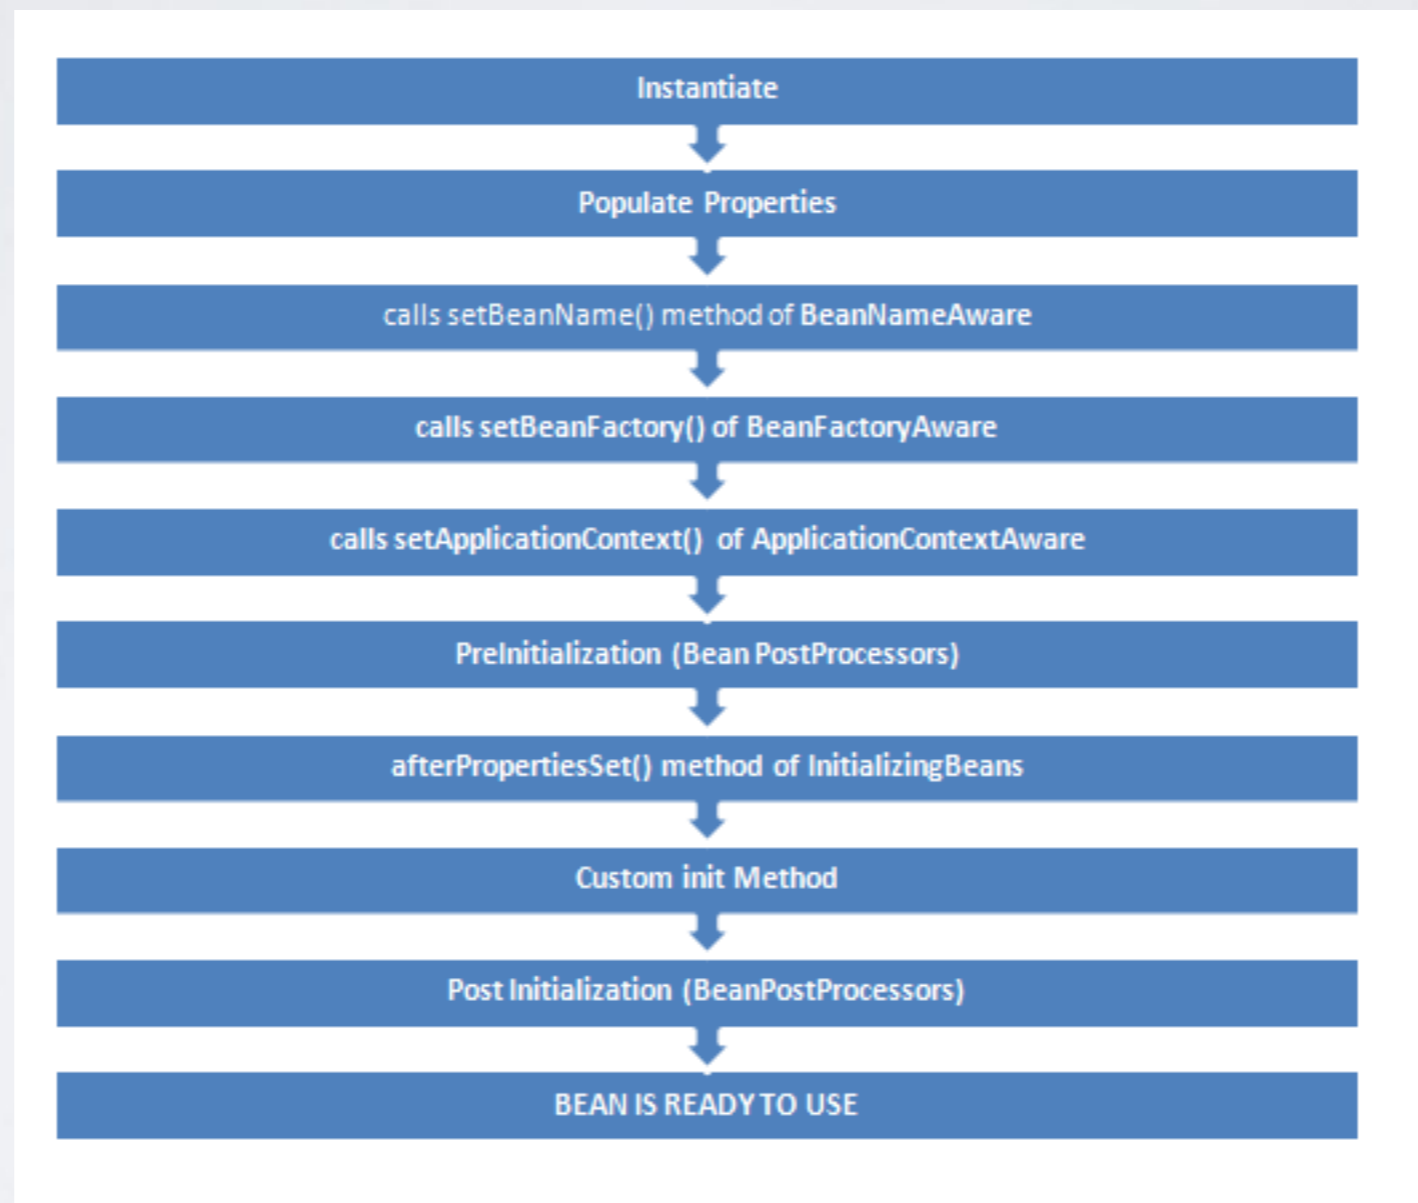 Instantiate
Populate Properties
calls setBeanName() method of BeanNameAware
calls setBeanFactory() of BeanFactoryAware
calls setApplicationContext() of ApplicationContextAware
PreInitialization (Bean PostProcessors)
afterPropertiesSet() method of InitializingBeans
Custom init Method
Post Initialization (BeanPostProcessors)
BEAN IS READY TO USE